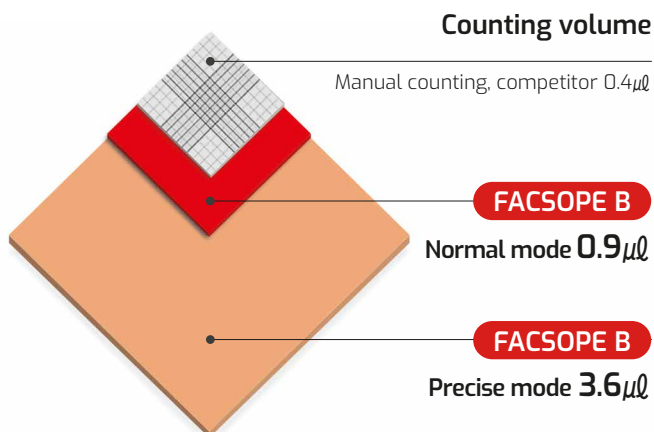 Counting volume
Manual counting, competitor 0.4㎕
FACSOPE B
Normal mode 0.9㎕
FACSOPE B
Precise mode 3.6㎕